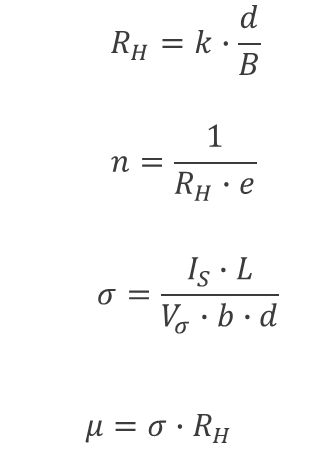 R_H = k · d/B
n = 1/(R_H · e)
σ = (I_S · L)/(V_σ · b · d)
μ = σ · R_H